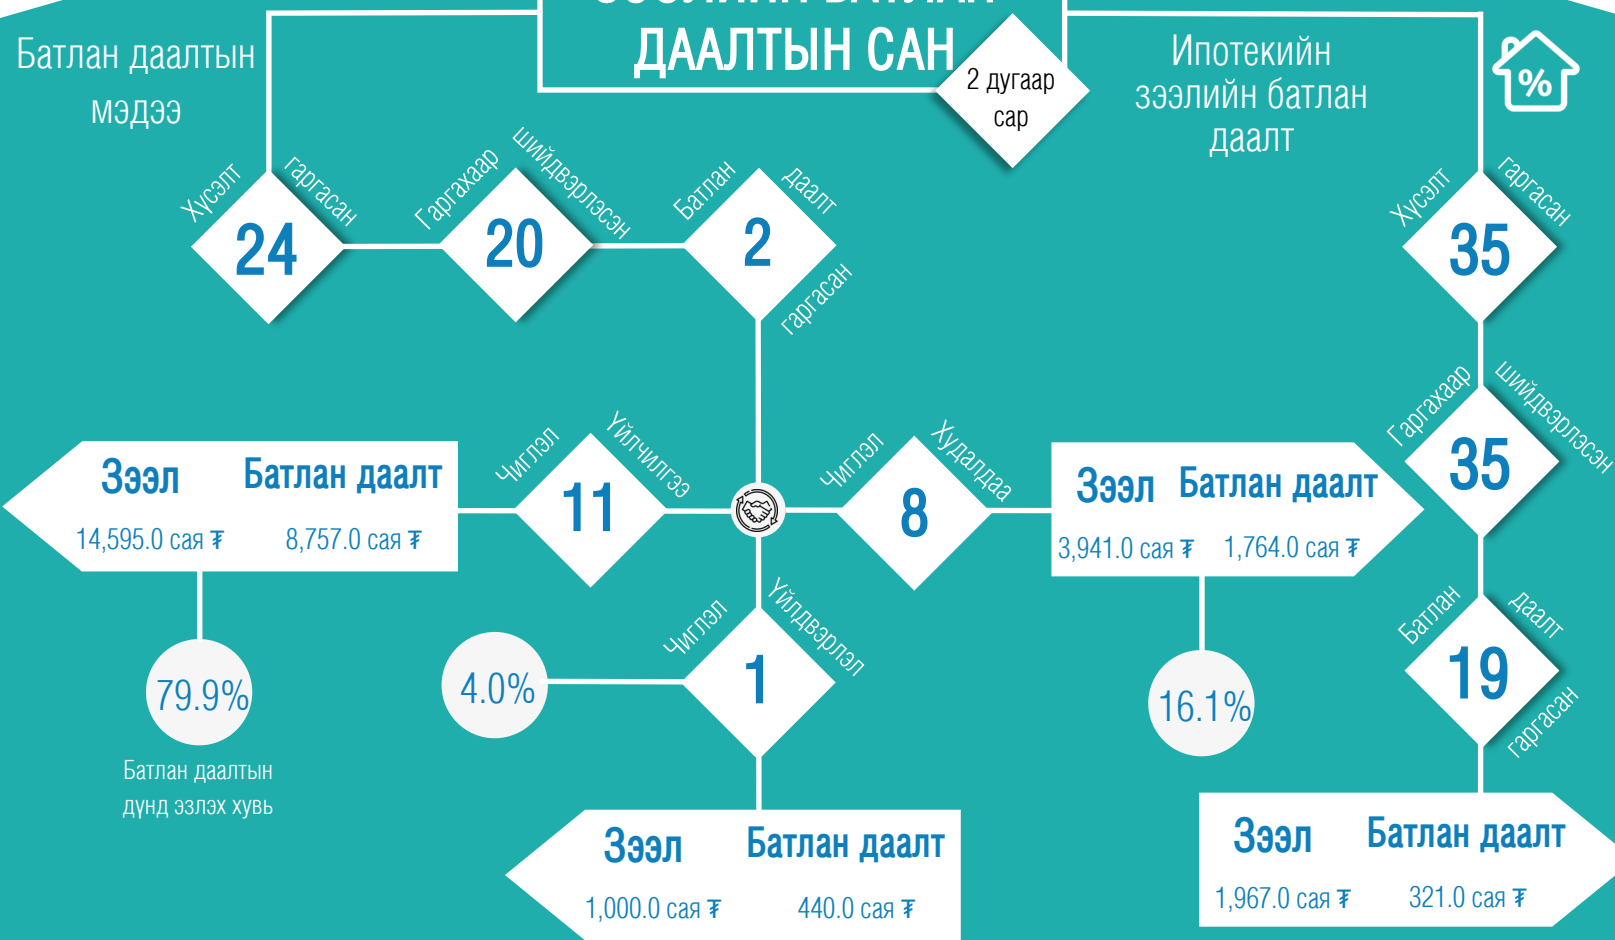 ДААЛТЫН САН
2 дугаар
сар
Батлан даалтын
мэдээ
Ипотекийн
зээлийн батлан
даалт
%
Хүсэлт гаргасан
24
Гаргахаар шийдвэрлэсэн
20
Батлан даалт гаргасан
2
Чиглэл Үйлчилгээ
11
Зээл Батлан даалт
14,595.0 сая ₮ 8,757.0 сая ₮
79.9%
Батлан даалтын
дүнд эзлэх хувь
Чиглэл Худалдаа
8
Зээл Батлан даалт
3,941.0 сая ₮ 1,764.0 сая ₮
16.1%
Чиглэл Үйлдвэрлэл
1
4.0%
Зээл Батлан даалт
1,000.0 сая ₮ 440.0 сая ₮
Хүсэлт гаргасан
35
Гаргахаар шийдвэрлэсэн
35
Батлан даалт гаргасан
19
Зээл Батлан даалт
1,967.0 сая ₮ 321.0 сая ₮